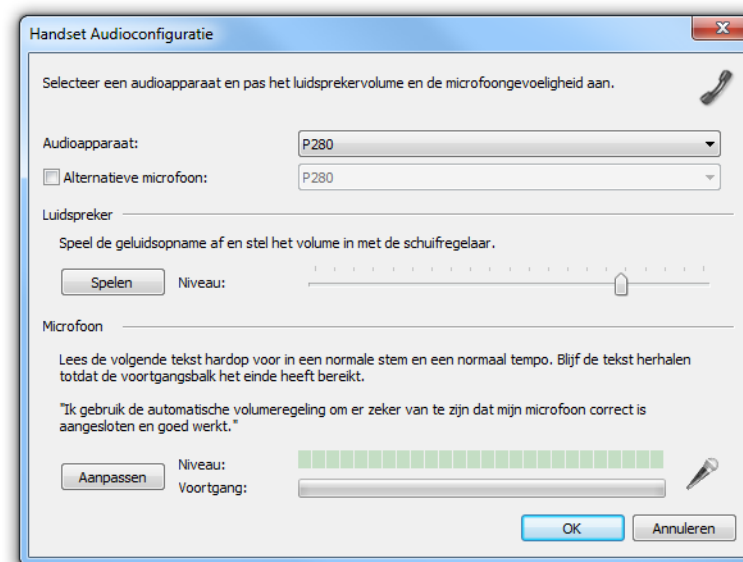 Handset Audioconfiguratie
Selecteer een audioapparaat en pas het luidsprekervolume en de microfoongevoeligheid aan.
Audioapparaat:
P280
Alternatieve microfoon:
P280
Luidspreker
Speel de geluidsopname af en stel het volume in met de schuifregelaar.
Spelen
Niveau:
Microfoon
Lees de volgende tekst hardop voor in een normale stem en een normaal tempo. Blijf de tekst herhalen
totdat de voortgangsbalk het einde heeft bereikt.
"Ik gebruik de automatische volumeregeling om er zeker van te zijn dat mijn microfoon correct is
aangesloten en goed werkt."
Aanpassen
Niveau:
Voortgang:
OK
Annuleren